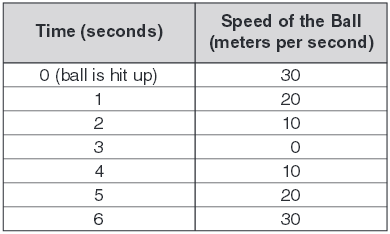 Time (seconds) Speed of the Ball
(meters per second)
0 (ball is hit up) 30
1 20
2 10
3 0
4 10
5 20
6 30